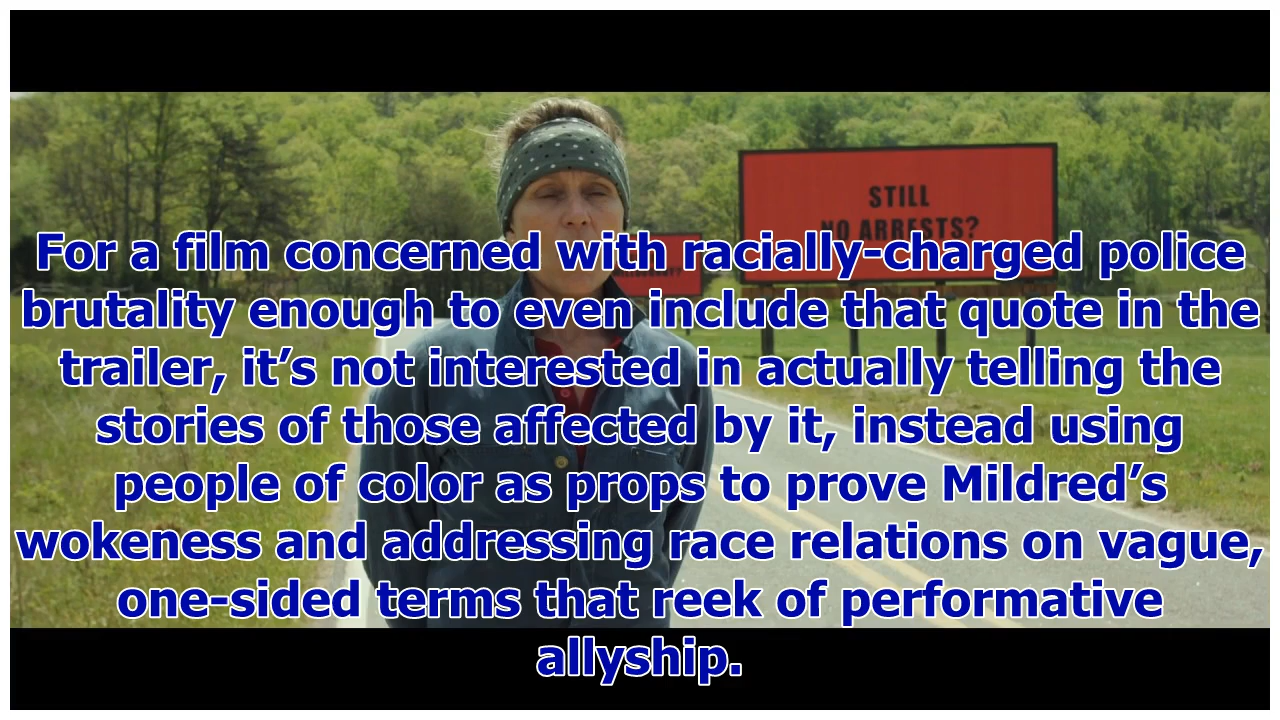 STILL
NO ARRESTS?
For a film concerned with racially-charged police
brutality enough to even include that quote in the
trailer, it’s not interested in actually telling the
stories of those affected by it, instead using
people of color as props to prove Mildred’s
wokeness and addressing race relations on vague,
one-sided terms that reek of performative
allyship.